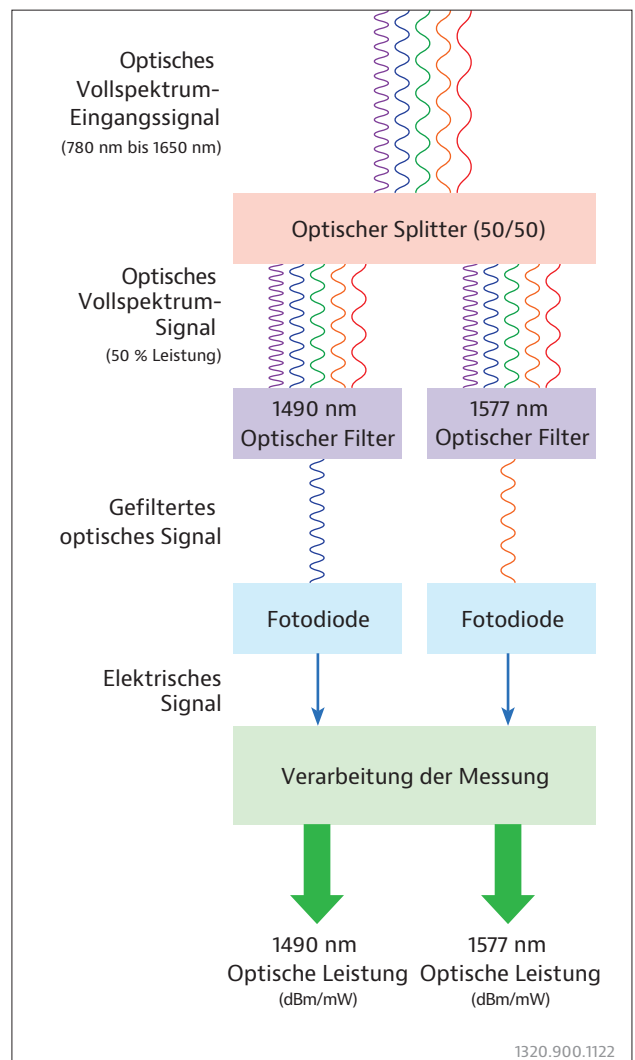 Optisches
Vollspektrum-
Eingangssignal
(780 nm bis 1650 nm)
Optischer Splitter (50/50)
Optisches
Vollspektrum-
Signal
(50 % Leistung)
1490 nm
Optischer Filter
1577 nm
Optischer Filter
Gefiltertes
optisches Signal
Fotodiode
Fotodiode
Elektrisches
Signal
Verarbeitung der Messung
1490 nm
Optische Leistung
(dBm/mW)
1577 nm
Optische Leistung
(dBm/mW)
1320.900.1122